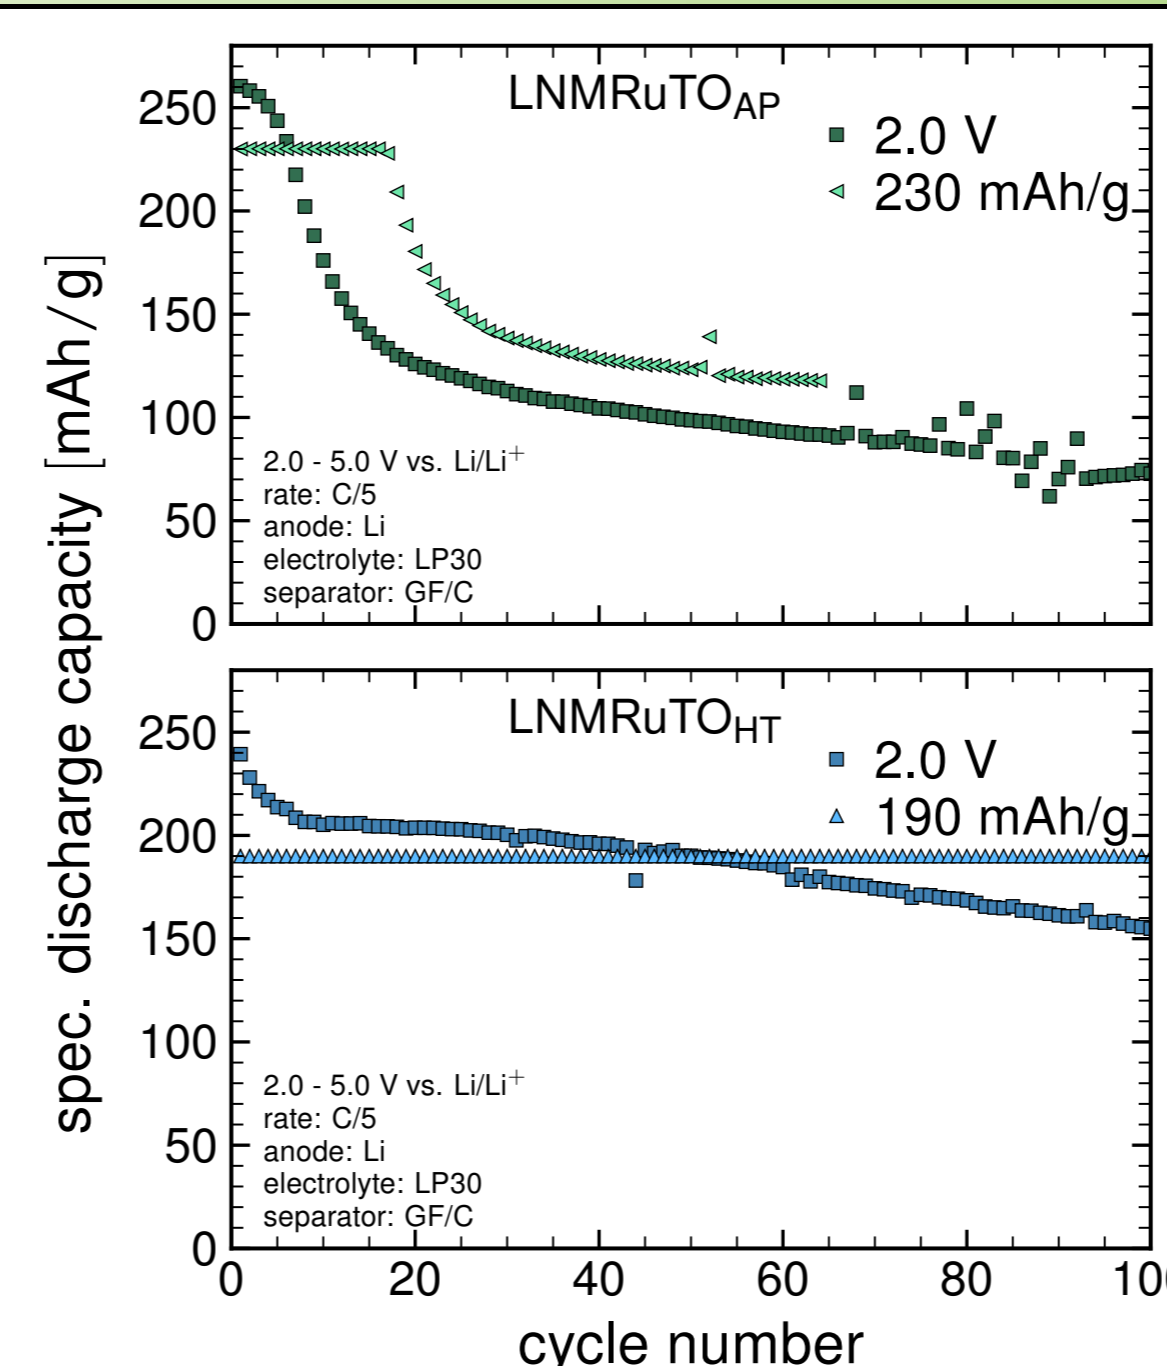 spec. discharge capacity [mAh/g]
LNMRuTO_AP
2.0 V
230 mAh/g
250
200
150
100
50
0
2.0 - 5.0 V vs. Li/Li⁺
rate: C/5
anode: Li
electrolyte: LP30
separator: GF/C
LNMRuTO_HT
2.0 V
190 mAh/g
250
200
150
100
50
0
2.0 - 5.0 V vs. Li/Li⁺
rate: C/5
anode: Li
electrolyte: LP30
separator: GF/C
0 20 40 60 80
cycle number